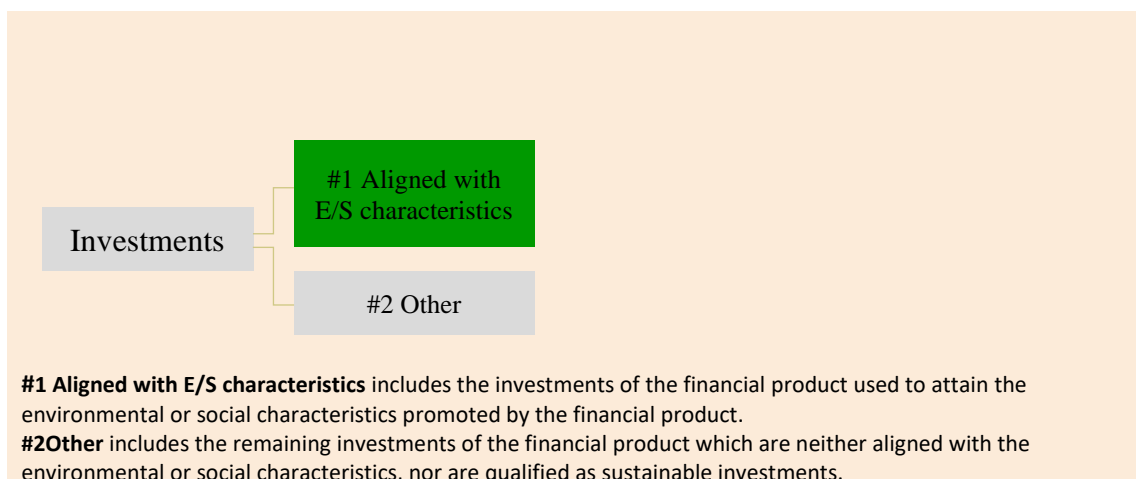 #1 Aligned with
E/S characteristics
Investments
#2 Other
#1 Aligned with E/S characteristics includes the investments of the financial product used to attain the
environmental or social characteristics promoted by the financial product.
#2Other includes the remaining investments of the financial product which are neither aligned with the
environmental or social characteristics, nor are qualified as sustainable investments.